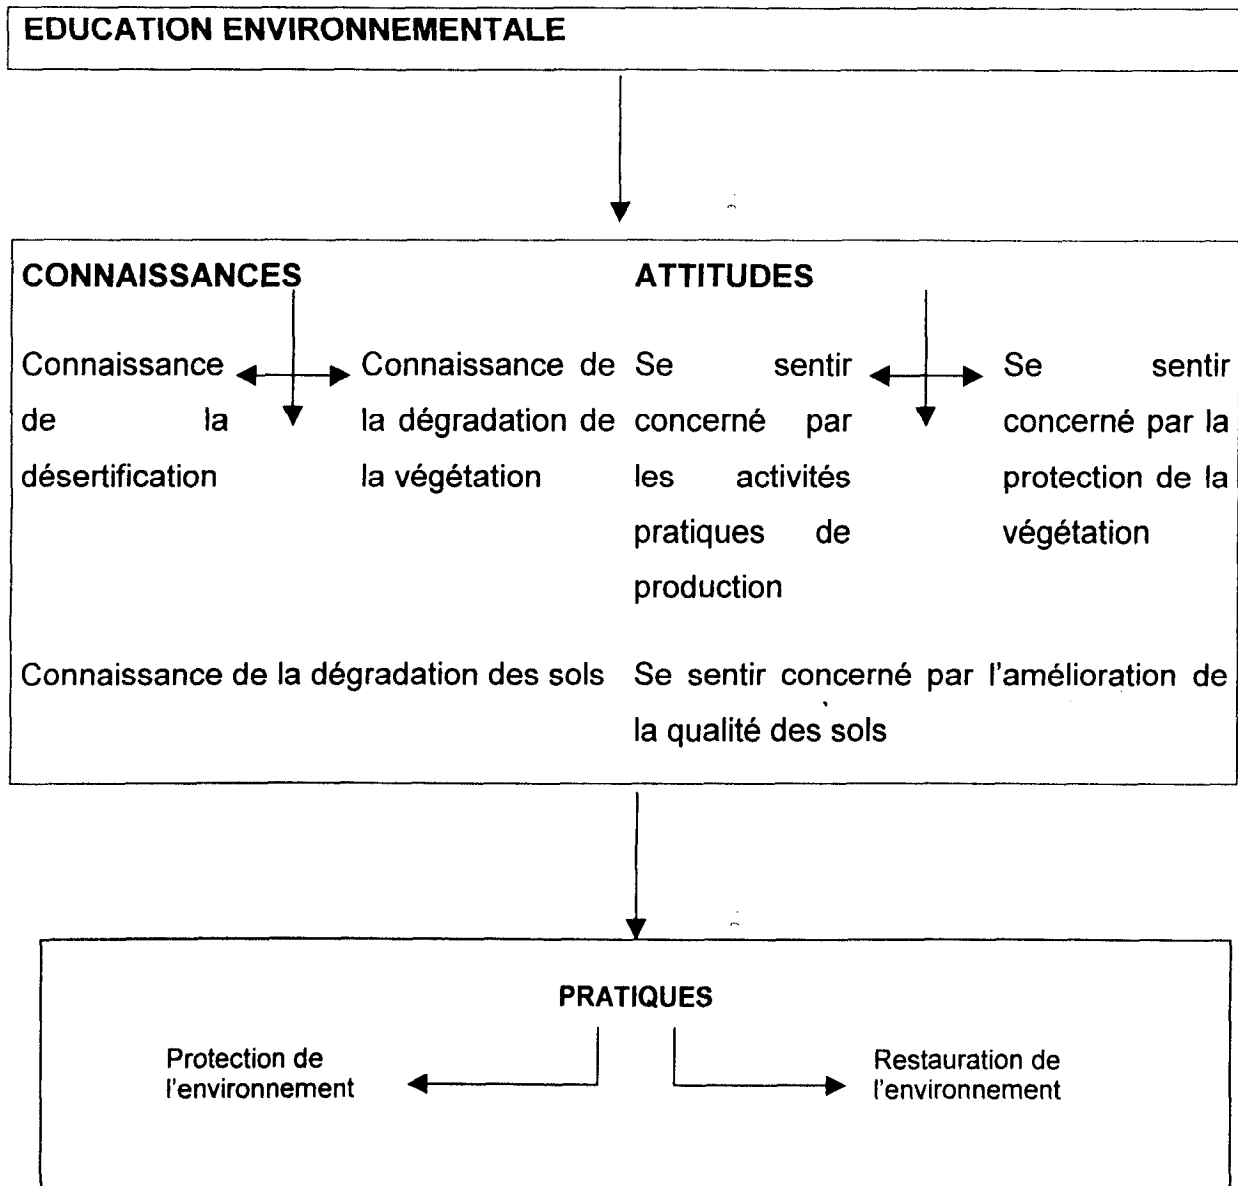 EDUCATION ENVIRONNEMENTALE
CONNAISSANCES
Connaissance
de la
désertification
Connaissance de
la dégradation de
la végétation
Connaissance de la dégradation des sols
ATTITUDES
Se sentir
concerné par
les activités
pratiques de
production
Se sentir
concerné par la
protection de la
végétation
Se sentir concerné par l'amélioration de
la qualité des sols
PRATIQUES
Protection de
l'environnement
Restauration de
l'environnement